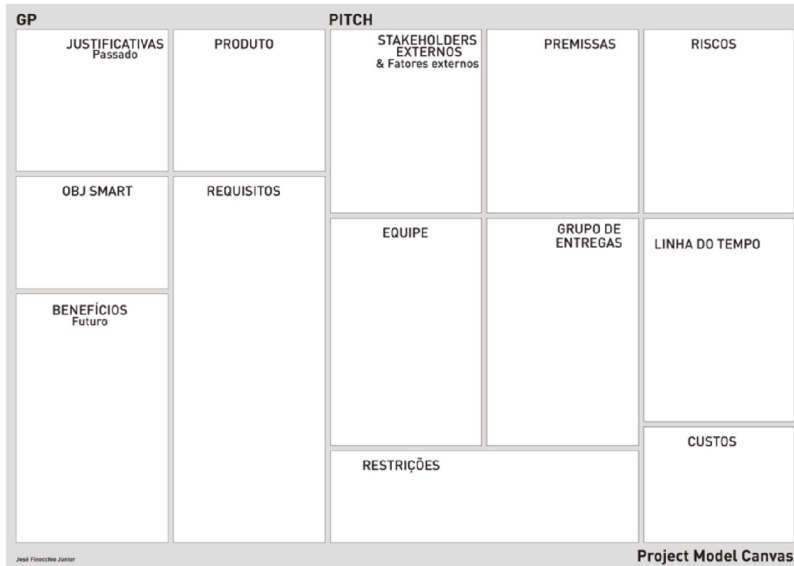 GP
PITCH
JUSTIFICATIVAS
Passado
PRODUTO
STAKEHOLDERS
EXTERNOS
& Fatores externos
PREMISSAS
RISCOS
OBJ SMART
REQUISITOS
EQUIPE
GRUPO DE
ENTREGAS
LINHA DO TEMPO
BENEFÍCIOS
Futuro
RESTRIÇÕES
CUSTOS
José Finocchio Junior
Project Model Canvas